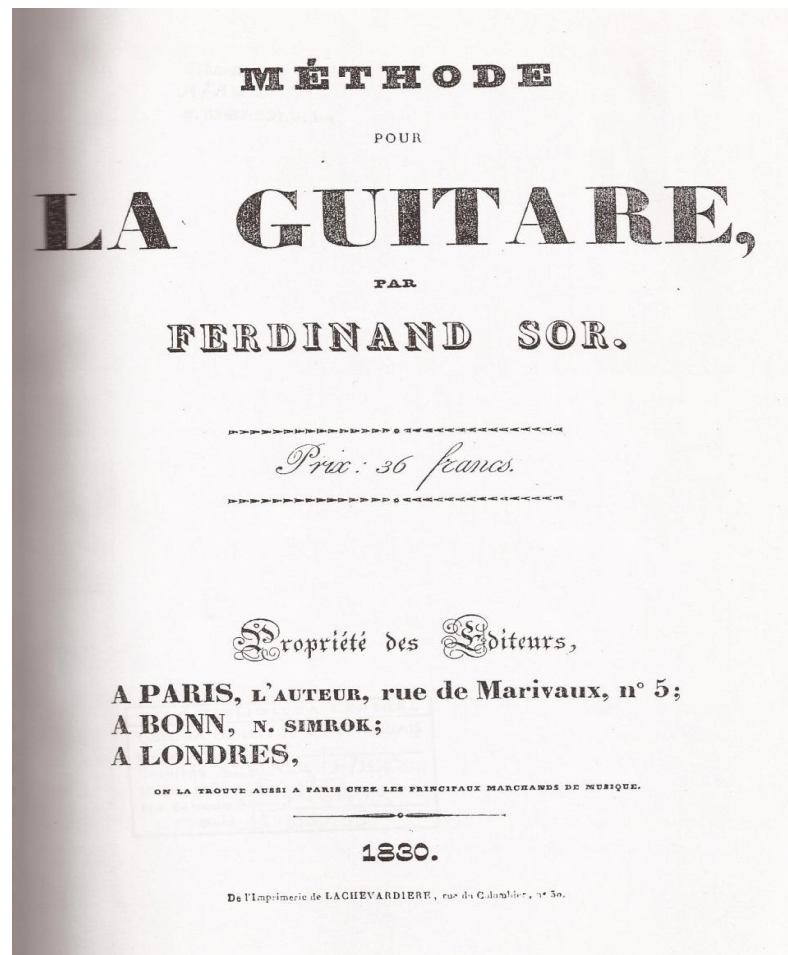 MÉTHODE
POUR
LA GUITARE,
PAR
FERDINAND SOR.
Prix: 36 francs.
Propriété des Editeurs,
A PARIS, L'AUTEUR, rue de Marivaux, n° 5;
A BONN, N. SIMROK;
A LONDRES,
ON LA TROUVE AUSSI A PARIS CHEZ LES PRINCIPAUX MARCHANDS DE MUSIQUE.
1830.
De l'Imprimerie de LACHEVARDIERE, rue du Colombier, n° 30.